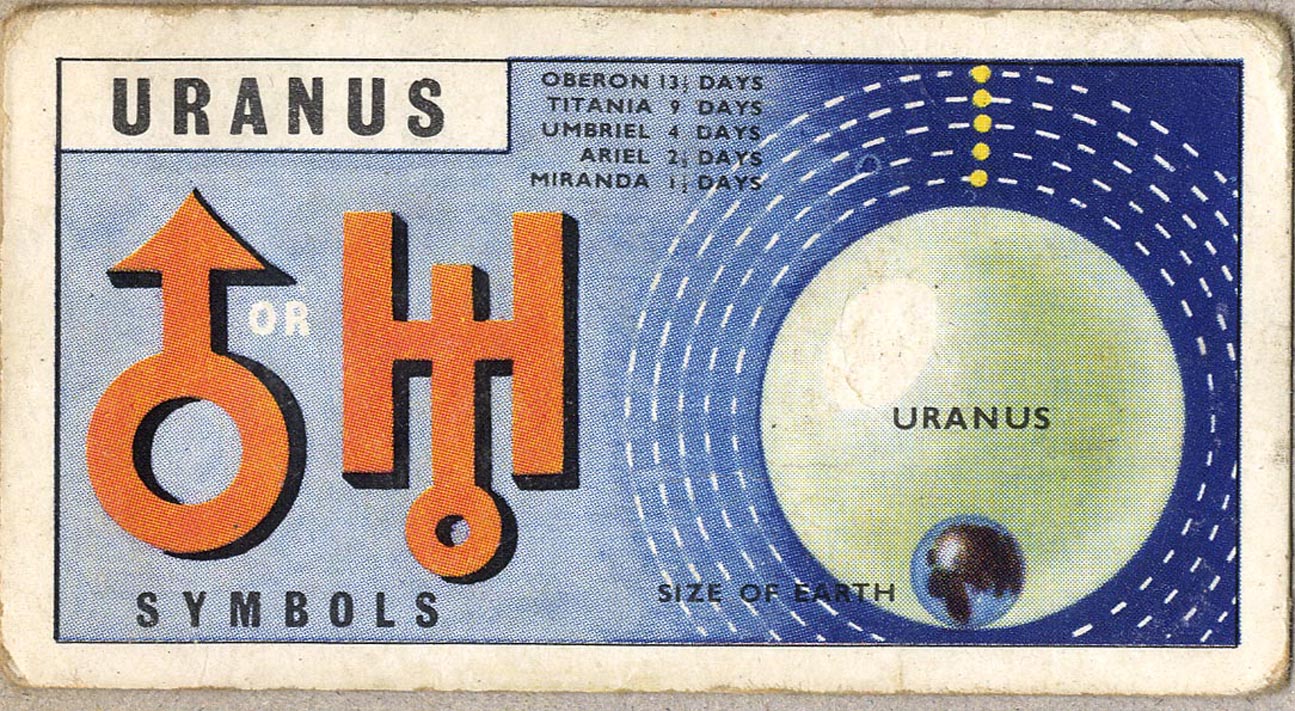 URANUS
OBERON 13½ DAYS
TITANIA 9 DAYS
UMBRIEL 4 DAYS
ARIEL 2½ DAYS
MIRANDA 1½ DAYS
OR
URANUS
SIZE OF EARTH
SYMBOLS